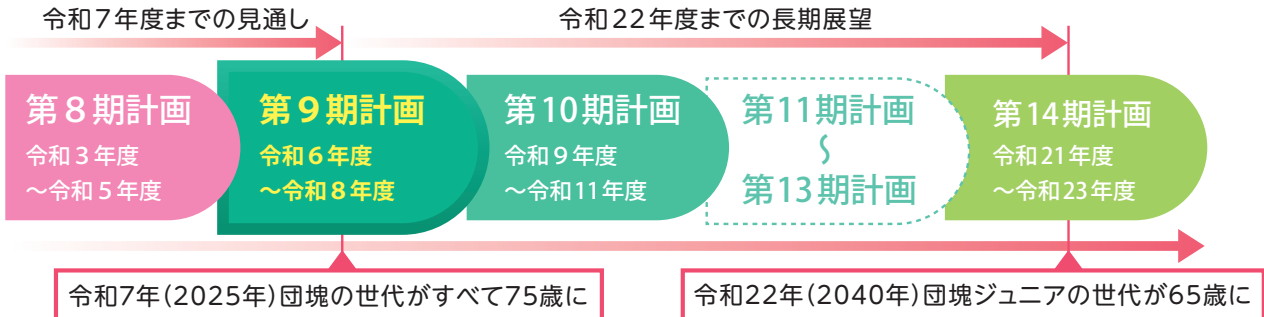 令和7年度までの見通し
令和22年度までの長期展望
第8期計画
令和3年度
～令和5年度
第9期計画
令和6年度
～令和8年度
第10期計画
令和9年度
～令和11年度
第11期計画
〜
第13期計画
第14期計画
令和21年度
～令和23年度
令和7年(2025年)団塊の世代がすべて75歳に
令和22年(2040年)団塊ジュニアの世代が65歳に